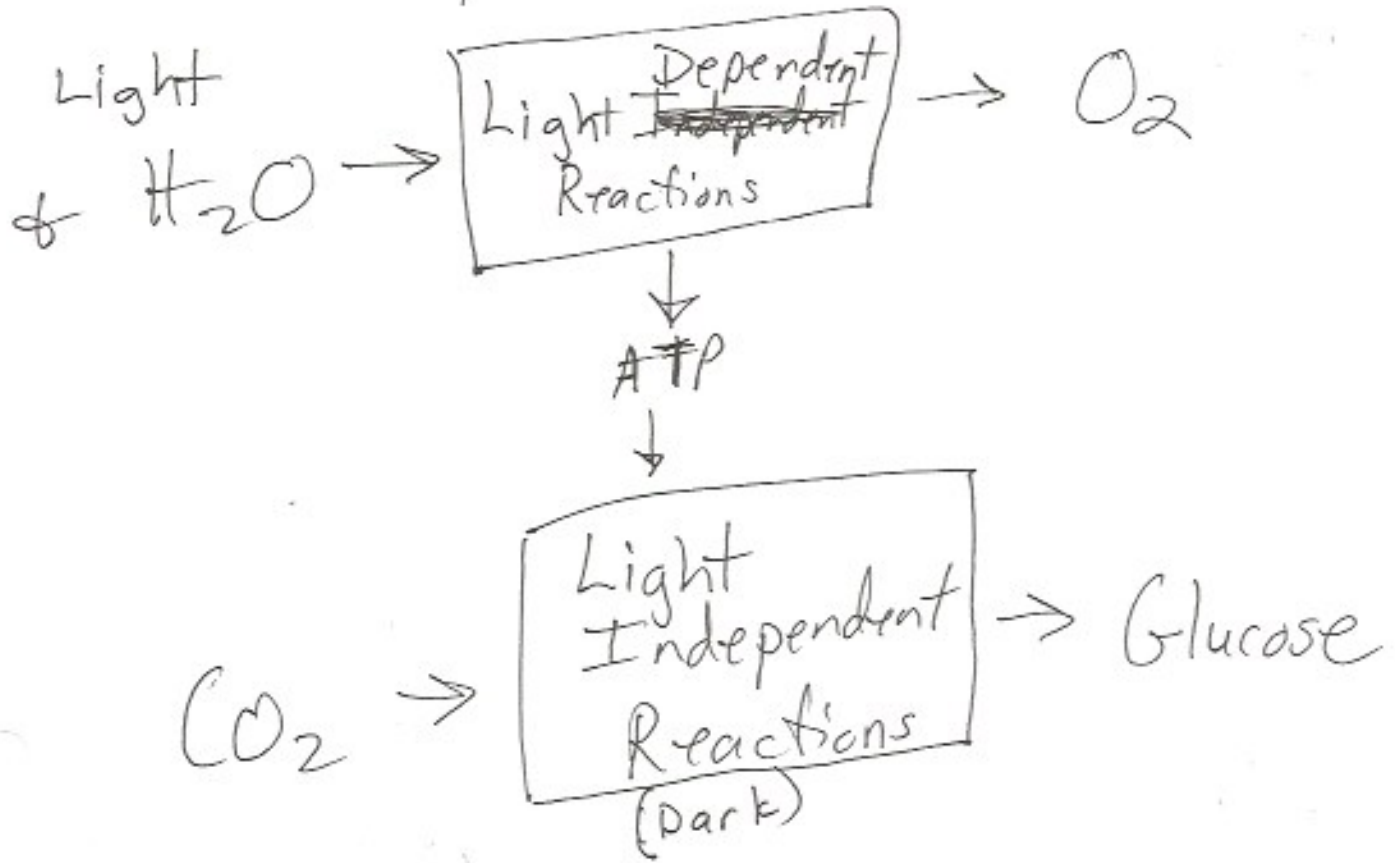 Light
& H₂O
Dependent
Light Independent
Reactions
O₂
ATP
Light
Independent
Reactions
(Dark)
CO₂
Glucose